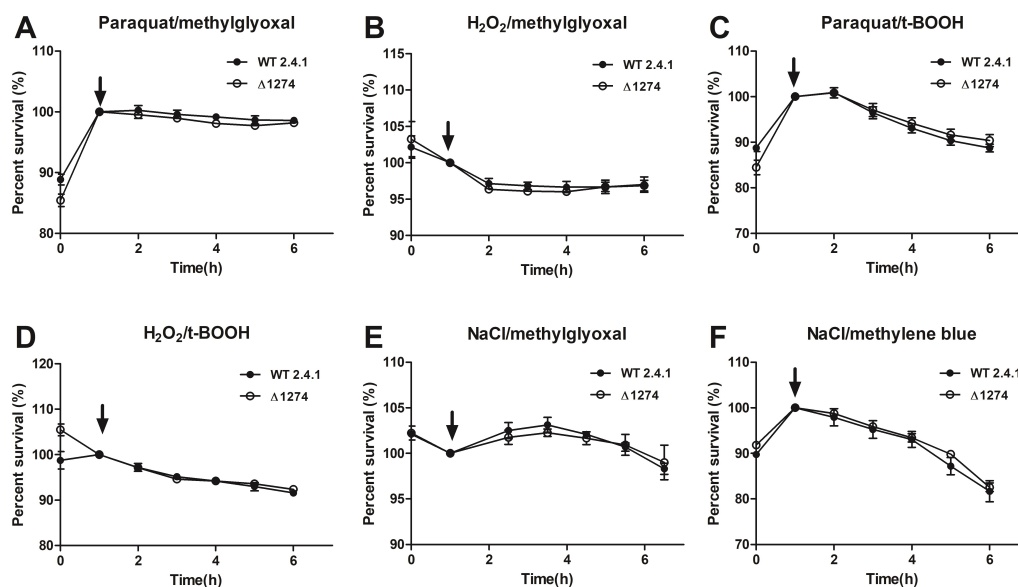 A Paraquat/methylglyoxal
110
100
90
80
Percent survival (%)
WT 2.4.1
Δ1274
0 2 4 6
Time(h)
B H₂O₂/methylglyoxal
115
110
105
100
95
90
Percent survival (%)
WT 2.4.1
Δ1274
0 2 4 6
Time(h)
C Paraquat/t-BOOH
110
100
90
80
70
Percent survival (%)
WT 2.4.1
Δ1274
0 2 4 6
Time(h)
D H₂O₂/t-BOOH
120
110
100
90
80
Percent survival (%)
WT 2.4.1
Δ1274
0 2 4 6
Time(h)
E NaCl/methylglyoxal
110
105
100
95
90
Percent survival (%)
WT 2.4.1
Δ1274
0 2 4 6
Time(h)
F NaCl/methylene blue
110
100
90
80
70
Percent survival (%)
WT 2.4.1
Δ1274
0 2 4 6
Time(h)